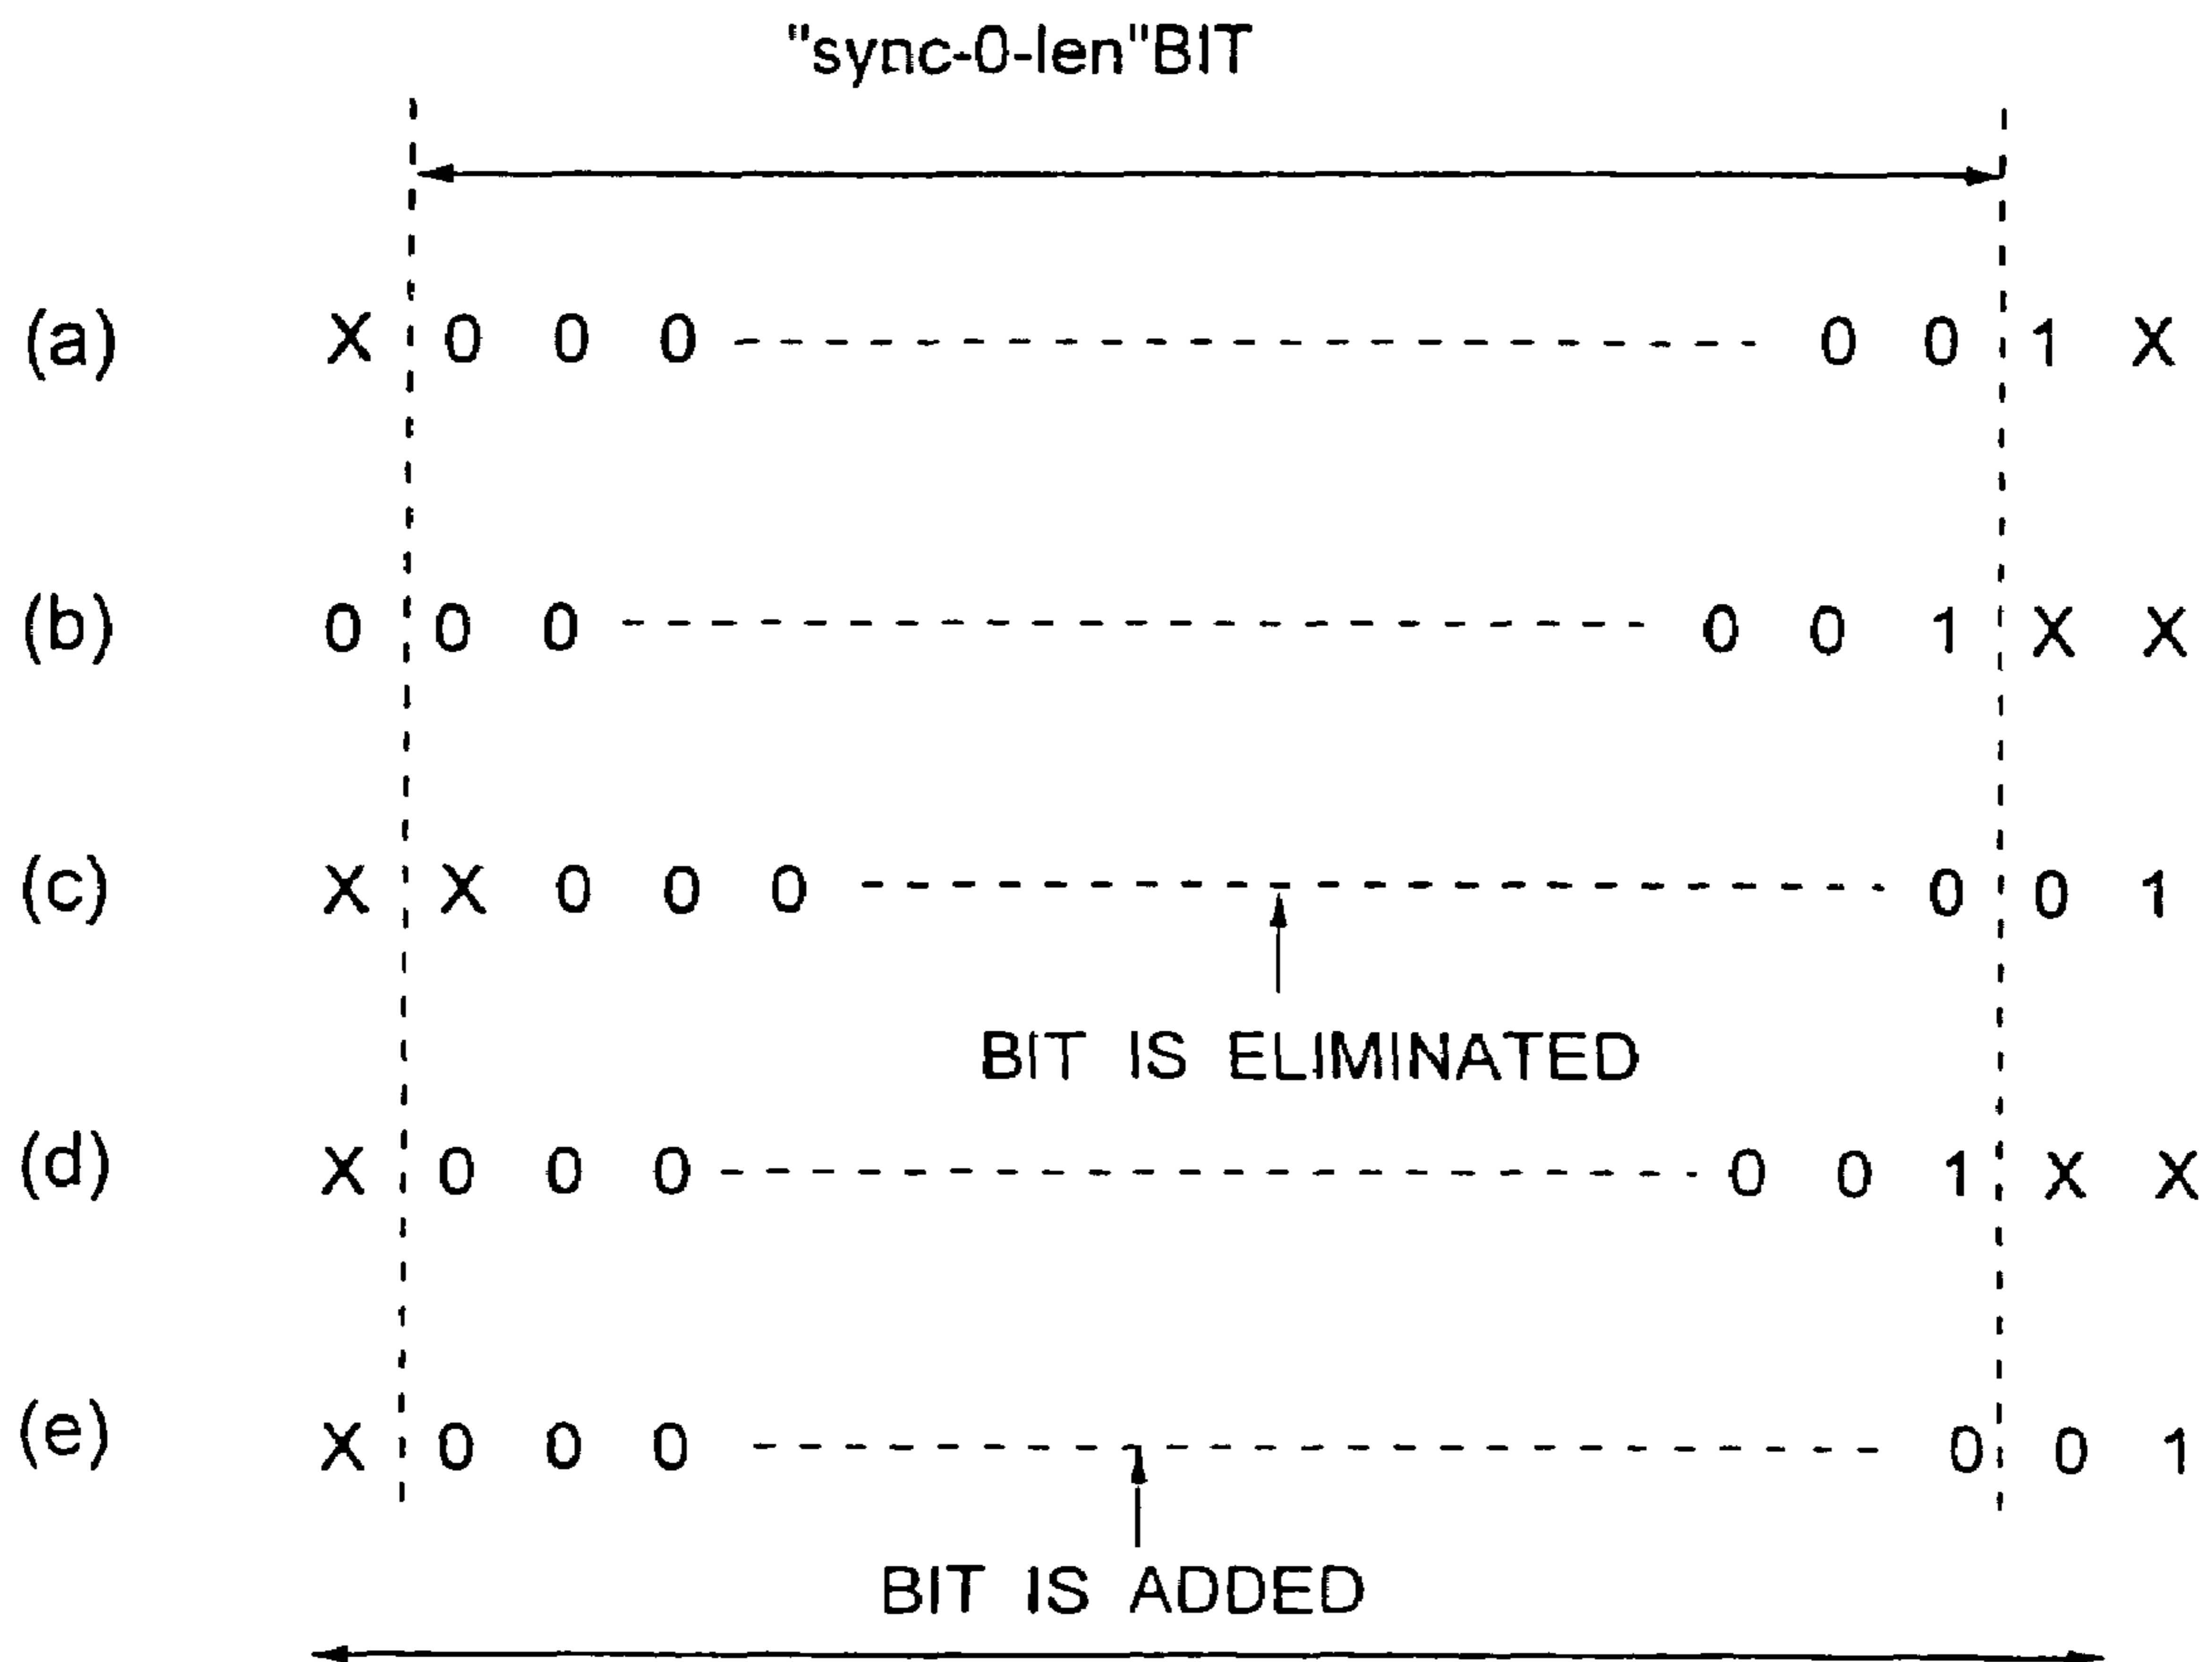 "sync-0-len"BIT
(a) X 0 0 0 0 0 1 X
(b) 0 0 0 0 0 1 X X
(c) X X 0 0 0 0 0 1
BIT IS ELIMINATED
(d) X 0 0 0 0 0 1 X X
(e) X 0 0 0 0 0 1
BIT IS ADDED